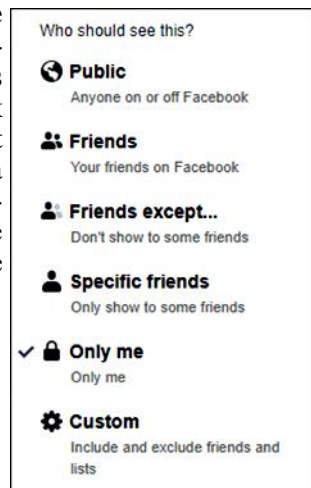 Who should see this?
Public
Anyone on or off Facebook
Friends
Your friends on Facebook
Friends except...
Don't show to some friends
Specific friends
Only show to some friends
Only me
Only me
Custom
Include and exclude friends and
lists